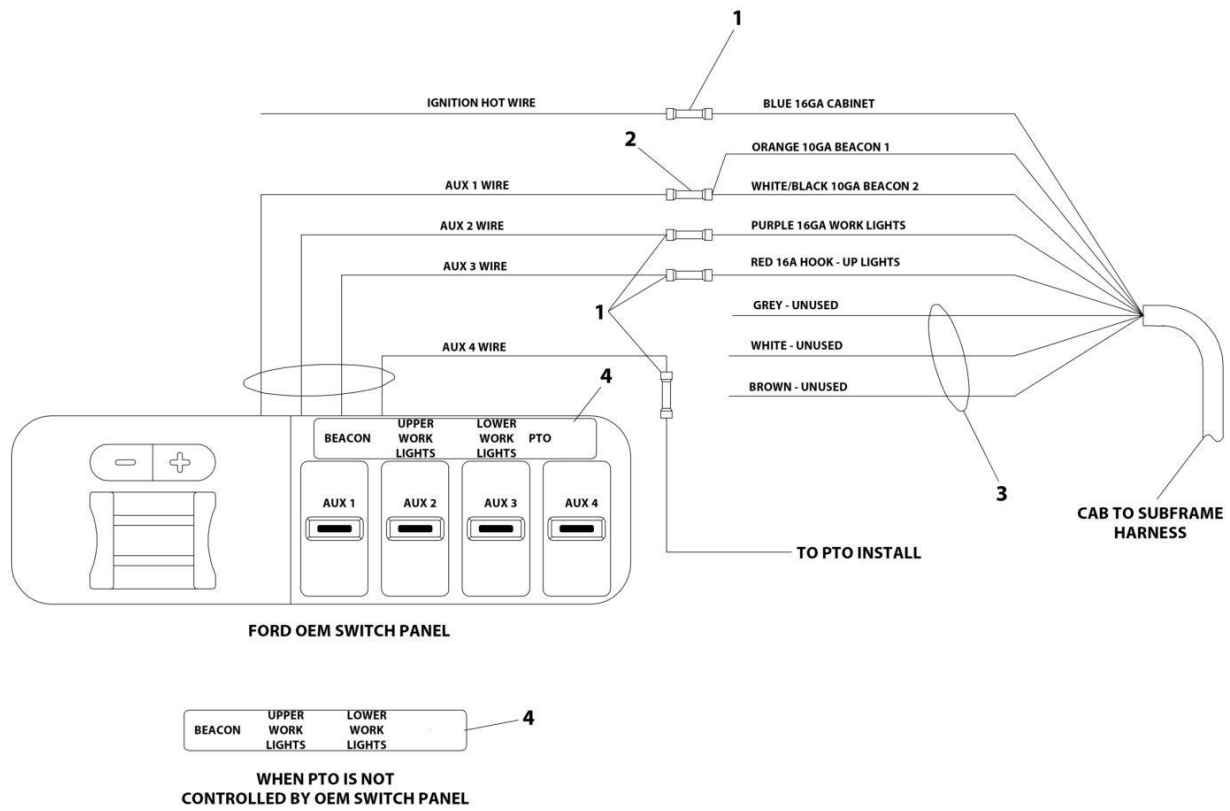 1
IGNITION HOT WIRE
BLUE 16GA CABINET
2
ORANGE 10GA BEACON 1
AUX 1 WIRE
WHITE/BLACK 10GA BEACON 2
AUX 2 WIRE
PURPLE 16GA WORK LIGHTS
AUX 3 WIRE
RED 16A HOOK - UP LIGHTS
1
GREY - UNUSED
AUX 4 WIRE
WHITE - UNUSED
BROWN - UNUSED
4
3
BEACON
UPPER
WORK
LIGHTS
LOWER
WORK
LIGHTS
PTO
AUX 1
AUX 2
AUX 3
AUX 4
CAB TO SUBFRAME
HARNESS
TO PTO INSTALL
FORD OEM SWITCH PANEL
BEACON
UPPER
WORK
LIGHTS
LOWER
WORK
LIGHTS
4
WHEN PTO IS NOT
CONTROLLED BY OEM SWITCH PANEL